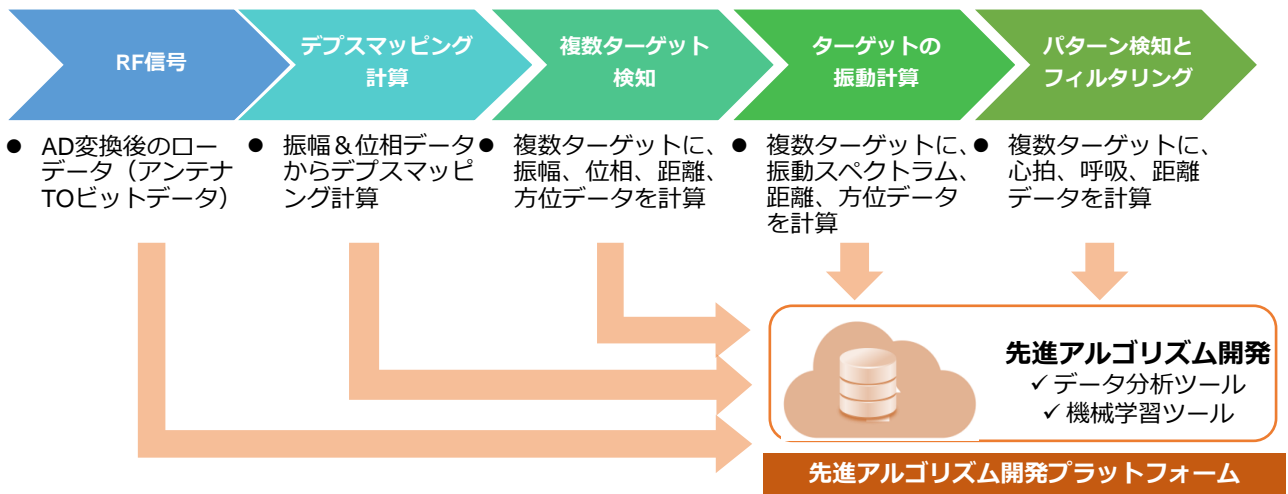 RF信号
デプスマッピング
計算
複数ターゲット
検知
ターゲットの
振動計算
パターン検知と
フィルタリング
● AD変換後のロー
データ（アンテナ
TOビットデータ）
● 振幅＆位相データ
からデプスマッピ
ング計算
● 複数ターゲットに、
振幅、位相、距離、
方位データを計算
● 複数ターゲットに、
振動スペクトラム、
距離、方位データ
を計算
● 複数ターゲットに、
心拍、呼吸、距離
データを計算
先進アルゴリズム開発
✓データ分析ツール
✓機械学習ツール
先進アルゴリズム開発プラットフォーム